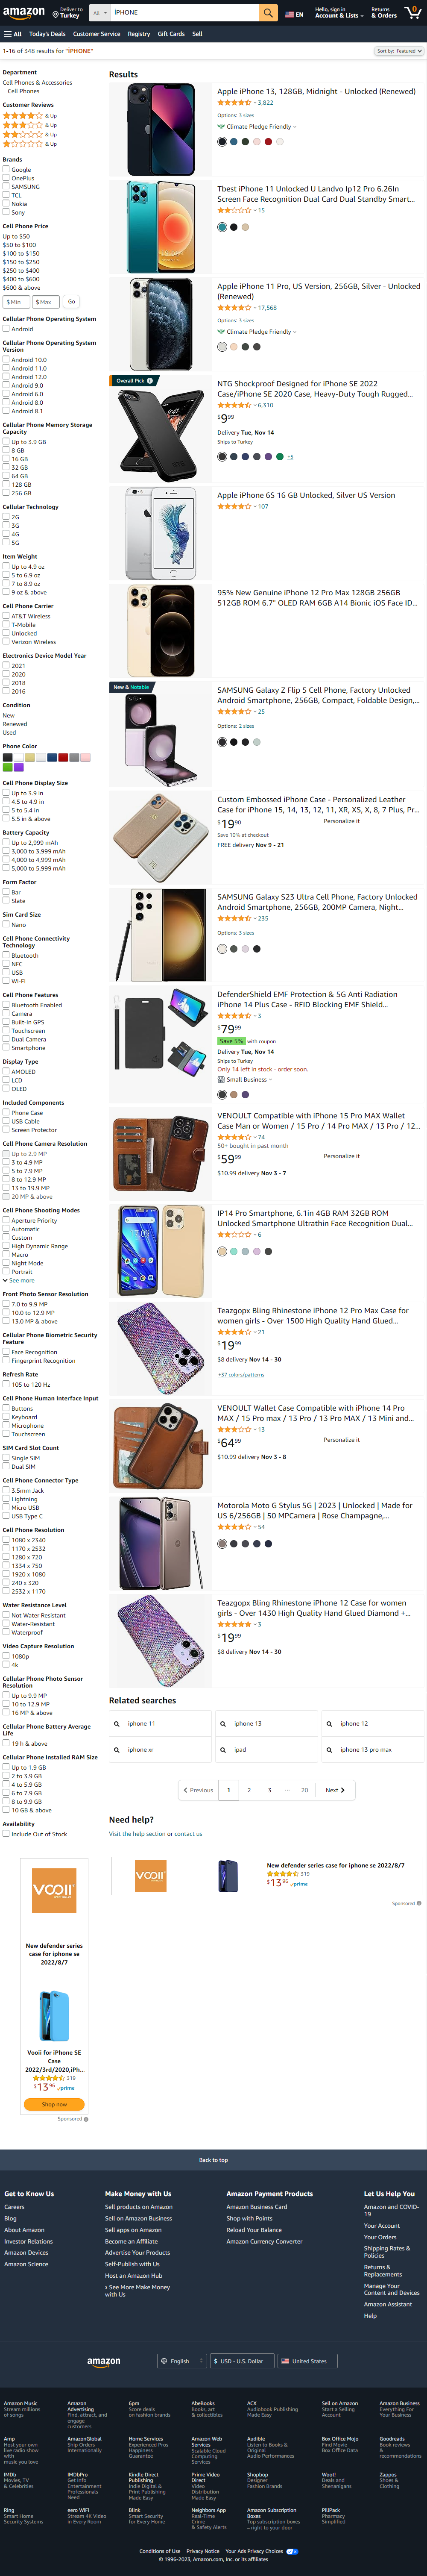 amazon
Deliver to
Turkey
All
İPHONE
EN
Hello, sign in
Account & Lists
Returns
& Orders
0
All
Today's Deals
Customer Service
Registry
Gift Cards
Sell
1-16 of 348 results for "İPHONE"
Sort by: Featured
Department
Cell Phones & Accessories
Cell Phones
Customer Reviews
& Up
& Up
& Up
& Up
Brands
Google
OnePlus
SAMSUNG
TCL
Nokia
Sony
Cell Phone Price
Up to $50
$50 to $100
$100 to $150
$150 to $250
$250 to $400
$400 to $600
$600 & above
$ Min
$ Max
Go
Cellular Phone Operating System
Android
Cellular Phone Operating System
Version
Android 10.0
Android 11.0
Android 12.0
Android 9.0
Android 6.0
Android 8.0
Android 8.1
Cellular Phone Memory Storage
Capacity
Up to 3.9 GB
8 GB
16 GB
32 GB
64 GB
128 GB
256 GB
Cellular Technology
2G
3G
4G
5G
Item Weight
Up to 4.9 oz
5 to 6.9 oz
7 to 8.9 oz
9 oz & above
Cell Phone Carrier
AT&T Wireless
T-Mobile
Unlocked
Verizon Wireless
Electronics Device Model Year
2021
2020
2018
2016
Condition
New
Renewed
Used
Phone Color
Cell Phone Display Size
Up to 3.9 in
4.5 to 4.9 in
5 to 5.4 in
5.5 in & above
Battery Capacity
Up to 2,999 mAh
3,000 to 3,999 mAh
4,000 to 4,999 mAh
5,000 to 5,999 mAh
Form Factor
Bar
Slate
Sim Card Size
Nano
Cell Phone Connectivity
Technology
Bluetooth
NFC
USB
Wi-Fi
Cell Phone Features
Bluetooth Enabled
Camera
Built-In GPS
Touchscreen
Dual Camera
Smartphone
Display Type
AMOLED
LCD
OLED
Included Components
Phone Case
USB Cable
Screen Protector
Cell Phone Camera Resolution
Up to 2.9 MP
3 to 4.9 MP
5 to 7.9 MP
8 to 12.9 MP
13 to 19.9 MP
20 MP & above
Cell Phone Shooting Modes
Aperture Priority
Automatic
Custom
High Dynamic Range
Macro
Night Mode
Portrait
See more
Front Photo Sensor Resolution
7.0 to 9.9 MP
10.0 to 12.9 MP
13.0 MP & above
Cellular Phone Biometric Security
Feature
Face Recognition
Fingerprint Recognition
Refresh Rate
105 to 120 Hz
Cell Phone Human Interface Input
Buttons
Keyboard
Microphone
Touchscreen
SIM Card Slot Count
Single SIM
Dual SIM
Cell Phone Connector Type
3.5mm Jack
Lightning
Micro USB
USB Type C
Cell Phone Resolution
1080 x 2340
1170 x 2532
1280 x 720
1334 x 750
1920 x 1080
240 x 320
2532 x 1170
Water Resistance Level
Not Water Resistant
Water-Resistant
Waterproof
Video Capture Resolution
1080p
4k
Cellular Phone Photo Sensor
Resolution
Up to 9.9 MP
10 to 12.9 MP
16 MP & above
Cellular Phone Battery Average
Life
19 h & above
Cellular Phone Installed RAM Size
Up to 1.9 GB
2 to 3.9 GB
4 to 5.9 GB
6 to 7.9 GB
8 to 9.9 GB
10 GB & above
Availability
Include Out of Stock
VOOII
New defender series
case for iphone se
2022/8/7
Vooii for iPhone SE
Case
2022/3rd/2020,iPh...
319
$13 96 prime
Shop now
Sponsored
Results
Apple iPhone 13, 128GB, Midnight - Unlocked (Renewed)
3,822
Options: 3 sizes
Climate Pledge Friendly
Tbest iPhone 11 Unlocked U Landvo Ip12 Pro 6.26In
Screen Face Recognition Dual Card Dual Standby Smart...
15
Apple iPhone 11 Pro, US Version, 256GB, Silver - Unlocked
(Renewed)
17,568
Options: 3 sizes
Climate Pledge Friendly
Overall Pick
NTG Shockproof Designed for iPhone SE 2022
Case/iPhone SE 2020 Case, Heavy-Duty Tough Rugged...
6,310
$9 99
Delivery Tue, Nov 14
Ships to Turkey
+5
Apple iPhone 6S 16 GB Unlocked, Silver US Version
107
95% New Genuine iPhone 12 Pro Max 128GB 256GB
512GB ROM 6.7" OLED RAM 6GB A14 Bionic iOS Face ID...
New & Notable
SAMSUNG Galaxy Z Flip 5 Cell Phone, Factory Unlocked
Android Smartphone, 256GB, Compact, Foldable Design,...
25
Options: 2 sizes
Custom Embossed iPhone Case - Personalized Leather
Case for iPhone 15, 14, 13, 12, 11, XR, XS, X, 8, 7 Plus, Pr...
$19 90
Personalize it
Save 10% at checkout
FREE delivery Nov 9 - 21
SAMSUNG Galaxy S23 Ultra Cell Phone, Factory Unlocked
Android Smartphone, 256GB, 200MP Camera, Night...
235
Options: 3 sizes
DefenderShield EMF Protection & 5G Anti Radiation
iPhone 14 Plus Case - RFID Blocking EMF Shield...
3
$79 99
Save 5% with coupon
Delivery Tue, Nov 14
Ships to Turkey
Only 14 left in stock - order soon.
Small Business
VENOULT Compatible with iPhone 15 Pro MAX Wallet
Case Man or Women / 15 Pro / 14 Pro MAX / 13 Pro / 12...
74
50+ bought in past month
$59 99
Personalize it
$10.99 delivery Nov 3 - 7
IP14 Pro Smartphone, 6.1in 4GB RAM 32GB ROM
Unlocked Smartphone Ultrathin Face Recognition Dual...
6
Teazgopx Bling Rhinestone iPhone 12 Pro Max Case for
women girls - Over 1500 High Quality Hand Glued...
21
$19 99
$8 delivery Nov 14 - 30
+37 colors/patterns
VENOULT Wallet Case Compatible with iPhone 14 Pro
MAX / 15 Pro max / 13 Pro / 13 Pro MAX / 13 Mini and...
13
$64 99
Personalize it
$10.99 delivery Nov 3 - 8
Motorola Moto G Stylus 5G | 2023 | Unlocked | Made for
US 6/256GB | 50 MPCamera | Rose Champagne,...
54
Teazgopx Bling Rhinestone iPhone 12 Case for women
girls - Over 1430 High Quality Hand Glued Diamond +...
3
$19 99
$8 delivery Nov 14 - 30
Related searches
iphone 11
iphone 13
iphone 12
iphone xr
ipad
iphone 13 pro max
Previous
1
2
3
...
20
Next
Need help?
Visit the help section or contact us
VOOII
New defender series case for iphone se 2022/8/7
319
$13 96 prime
Sponsored
Back to top
Get to Know Us
Careers
Blog
About Amazon
Investor Relations
Amazon Devices
Amazon Science
Make Money with Us
Sell products on Amazon
Sell on Amazon Business
Sell apps on Amazon
Become an Affiliate
Advertise Your Products
Self-Publish with Us
Host an Amazon Hub
› See More Make Money
with Us
Amazon Payment Products
Amazon Business Card
Shop with Points
Reload Your Balance
Amazon Currency Converter
Let Us Help You
Amazon and COVID-
19
Your Account
Your Orders
Shipping Rates &
Policies
Returns &
Replacements
Manage Your
Content and Devices
Amazon Assistant
Help
amazon
English
$ USD - U.S. Dollar
United States
Amazon Music
Stream millions
of songs
Amazon
Advertising
Find, attract, and
engage
customers
6pm
Score deals
on fashion brands
AbeBooks
Books, art
& collectibles
ACX
Audiobook Publishing
Made Easy
Sell on Amazon
Start a Selling
Account
Amazon Business
Everything For
Your Business
Amp
Host your own
live radio show
with
music you love
AmazonGlobal
Ship Orders
Internationally
Home Services
Experienced Pros
Happiness
Guarantee
Amazon Web
Services
Scalable Cloud
Computing
Services
Audible
Listen to Books &
Original
Audio Performances
Box Office Mojo
Find Movie
Box Office Data
Goodreads
Book reviews
&
recommendations
IMDb
Movies, TV
& Celebrities
IMDbPro
Get Info
Entertainment
Professionals
Need
Kindle Direct
Publishing
Indie Digital &
Print Publishing
Made Easy
Prime Video
Direct
Video
Distribution
Made Easy
Shopbop
Designer
Fashion Brands
Woot!
Deals and
Shenanigans
Zappos
Shoes &
Clothing
Ring
Smart Home
Security Systems
eero WiFi
Stream 4K Video
in Every Room
Blink
Smart Security
for Every Home
Neighbors App
Real-Time
Crime
& Safety Alerts
Amazon Subscription
Boxes
Top subscription boxes
– right to your door
PillPack
Pharmacy
Simplified
Conditions of Use
Privacy Notice
Your Ads Privacy Choices
© 1996-2023, Amazon.com, Inc. or its affiliates